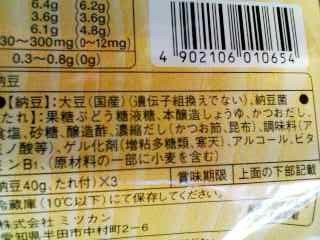 6.4g (6.2g)
3.6g (3.6g)
6.1g (4.8g)
30~300mg (0~12mg)
0.3~0.8g (0g)
4 902106 010654
納豆
●【納豆】:大豆(国産)(遺伝子組換えでない)、納豆菌
たれ】:果糖ぶどう糖液糖、本醸造しょうゆ、かつおだし、
食塩、砂糖、醸造酢、濃縮だし(かつお節、昆布)、調味料(ア
ミノ酸等)、ゲル化剤(増粘多糖類、寒天)、アルコール、ビタ
ミンB1、(原材料の一部に小麦を含む)
納豆40g、たれ付)×3
賞味期限 上面の下部記載
冷蔵庫(10℃以下)にて保存してください。
株式会社 ミツカン
愛知県半田市中村町2-6